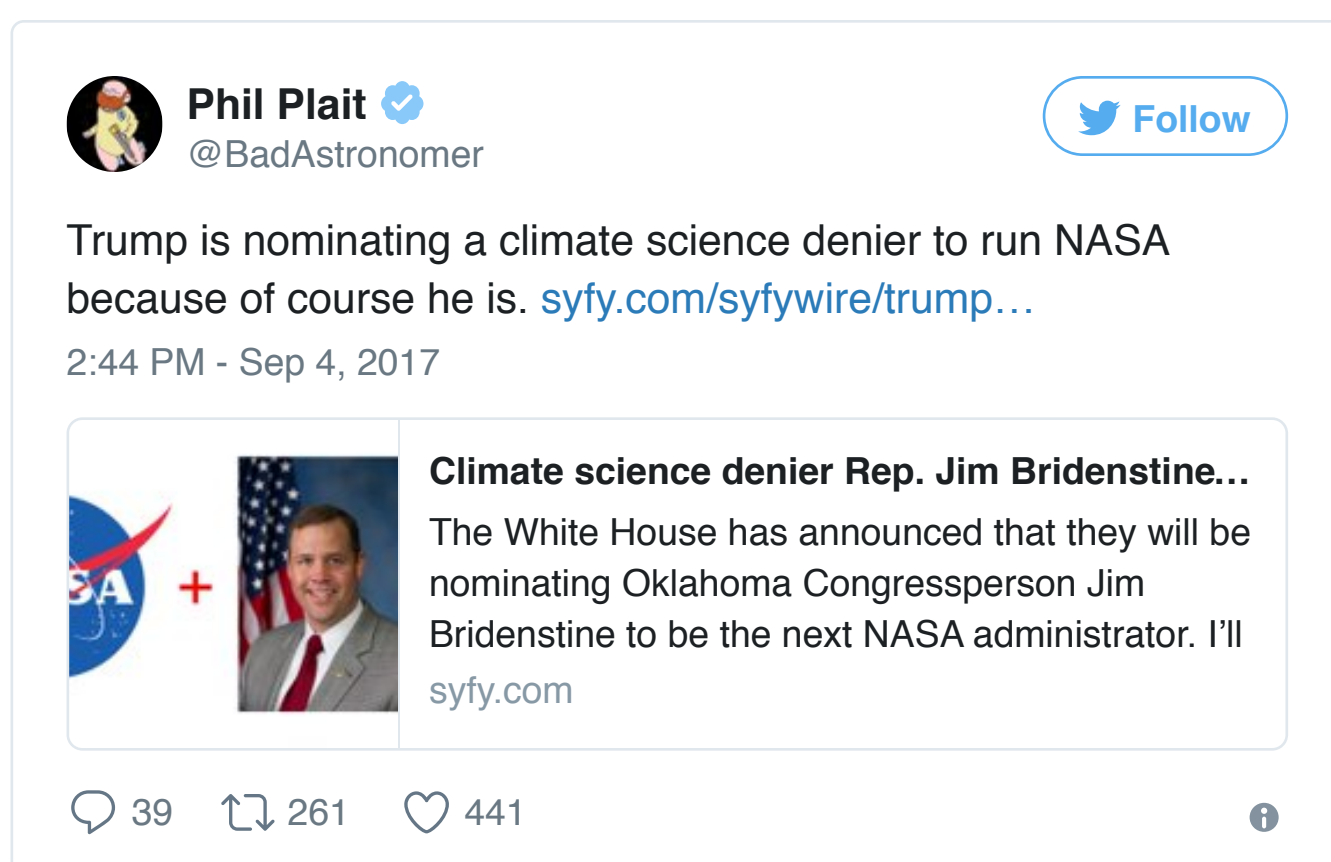 Phil Plait
@BadAstronomer
Follow
Trump is nominating a climate science denier to run NASA
because of course he is. syfy.com/syfywire/trump…
2:44 PM - Sep 4, 2017
SA
Climate science denier Rep. Jim Bridenstine…
The White House has announced that they will be
nominating Oklahoma Congressperson Jim
Bridenstine to be the next NASA administrator. I’ll
syfy.com
39 261 441